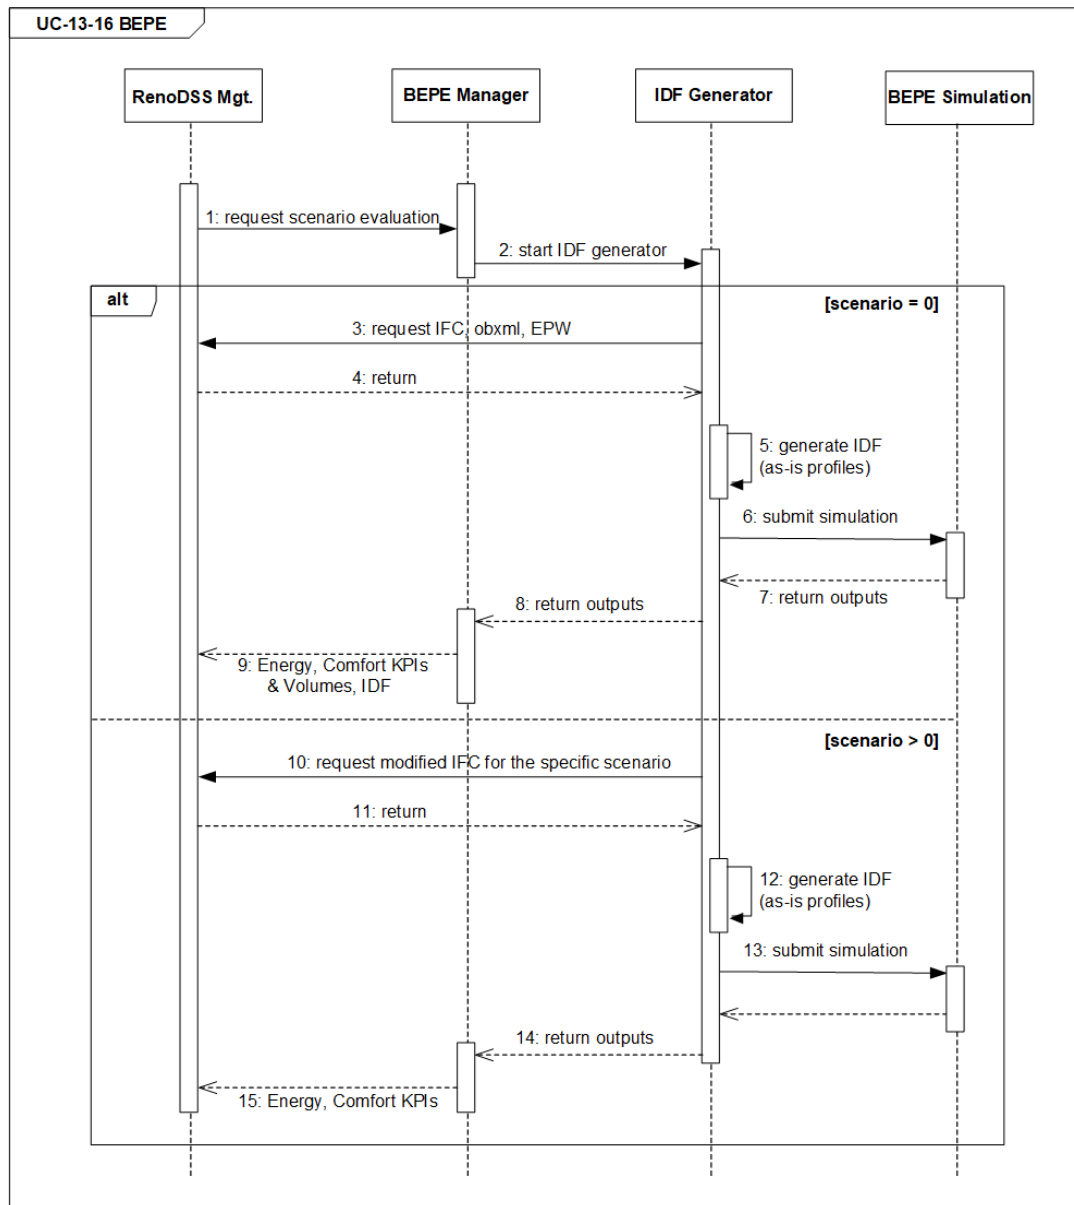 UC-13-16 BEPE
RenoDSS Mgt.
BEPE Manager
IDF Generator
BEPE Simulation
1: request scenario evaluation
2: start IDF generator
alt
[scenario = 0]
3: request IFC, obxml, EPW
4: return
5: generate IDF
(as-is profiles)
6: submit simulation
7: return outputs
8: return outputs
9: Energy, Comfort KPIs
& Volumes, IDF
[scenario > 0]
10: request modified IFC for the specific scenario
11: return
12: generate IDF
(as-is profiles)
13: submit simulation
14: return outputs
15: Energy, Comfort KPIs